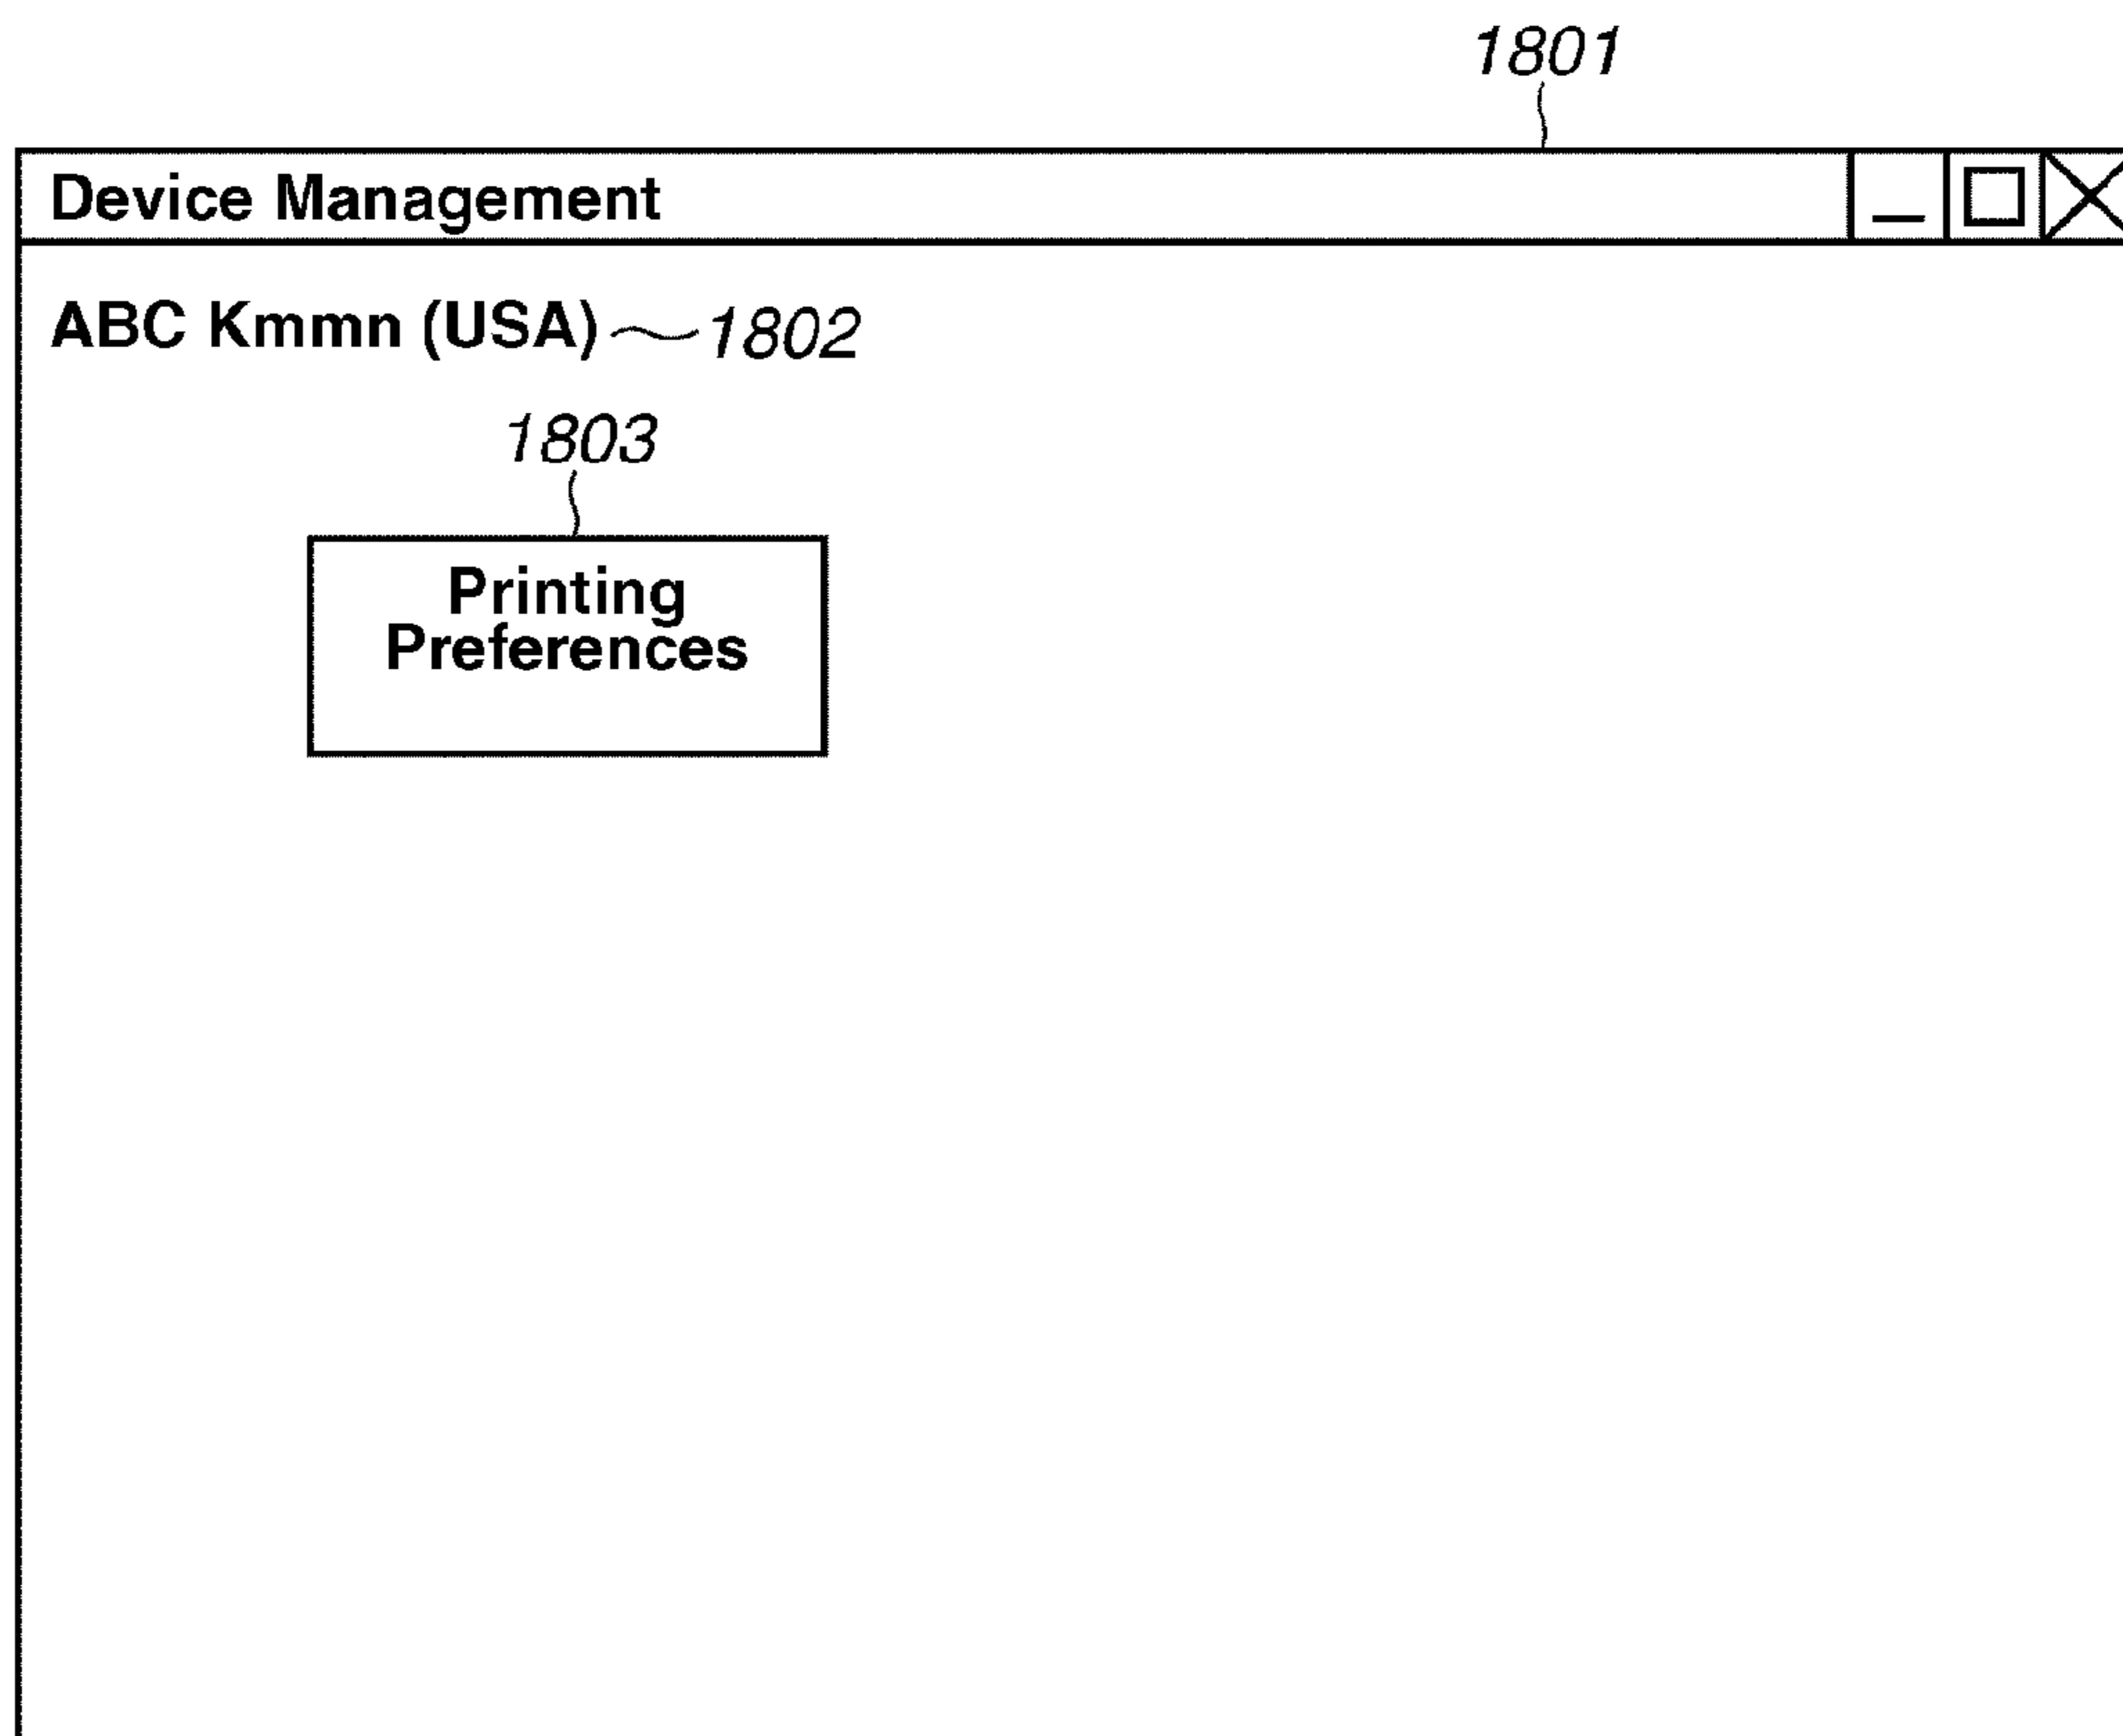 1801
Device Management
ABC Kmmn (USA) 1802
1803
Printing
Preferences